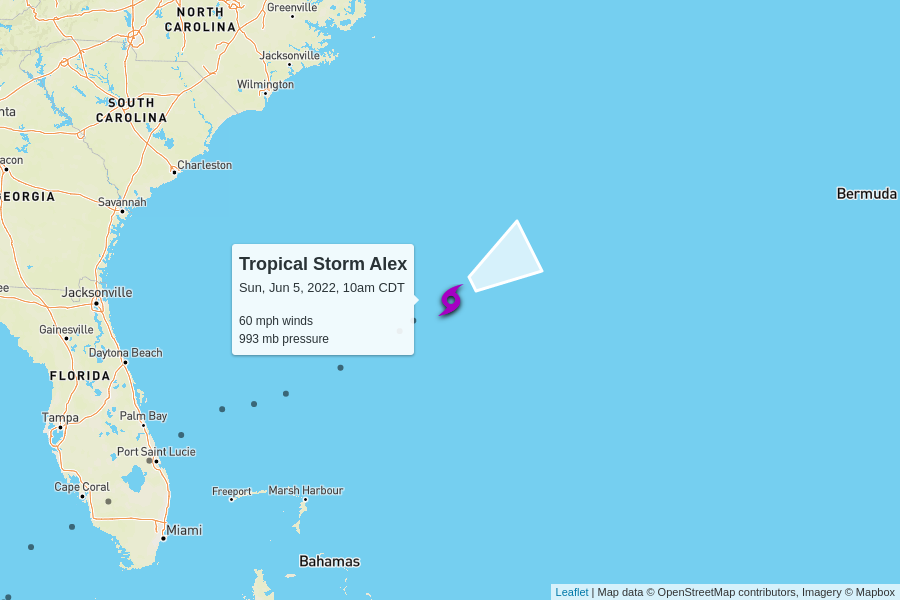 Greenville
NORTH
CAROLINA
Jacksonville
Wilmington
SOUTH
CAROLINA
nta
Charleston
acon
Bermuda
EORGIA
Savannah
Tropical Storm Alex
Sun, Jun 5, 2022, 10am CDT
60 mph winds
993 mb pressure
ee
Jacksonville
Gainesville
Daytona Beach
FLORIDA
Tampa
Palm Bay
Port Saint Lucie
Cape Coral
Freeport
Marsh Harbour
Miami
Bahamas
Leaflet | Map data © OpenStreetMap contributors, Imagery © Mapbox